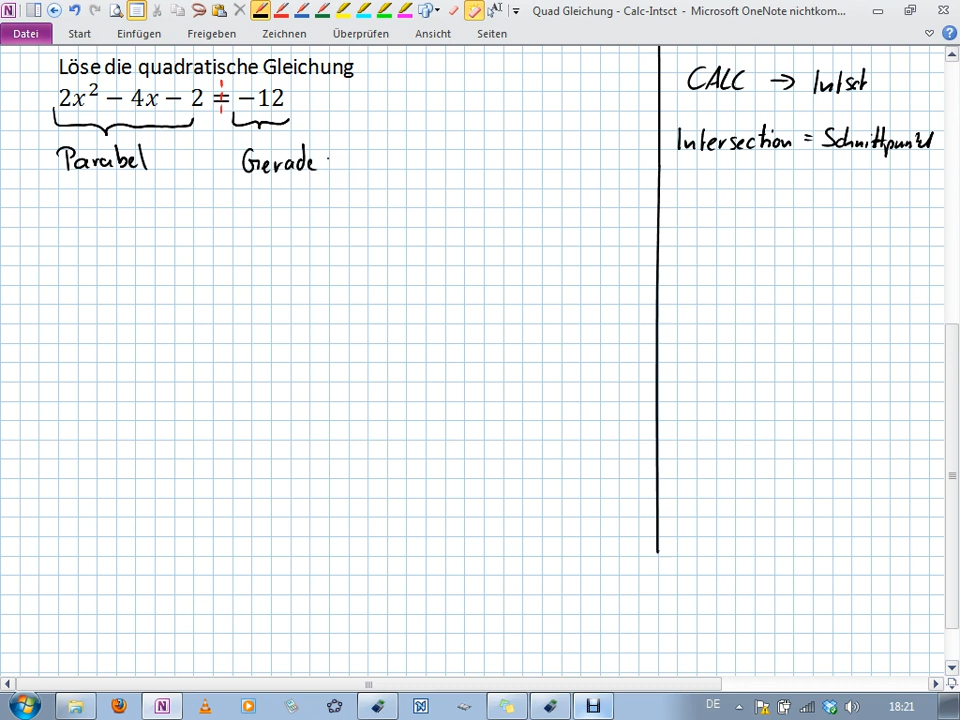 Quad Gleichung - Calc-Intsct - Microsoft OneNote nichtkom...
Datei Start Einfügen Freigeben Zeichnen Überprüfen Ansicht Seiten
Löse die quadratische Gleichung
2x² − 4x − 2 = −12
Parabel Gerade
CALC → Intsct
Intersection = Schnittpunkt
DE 18:21